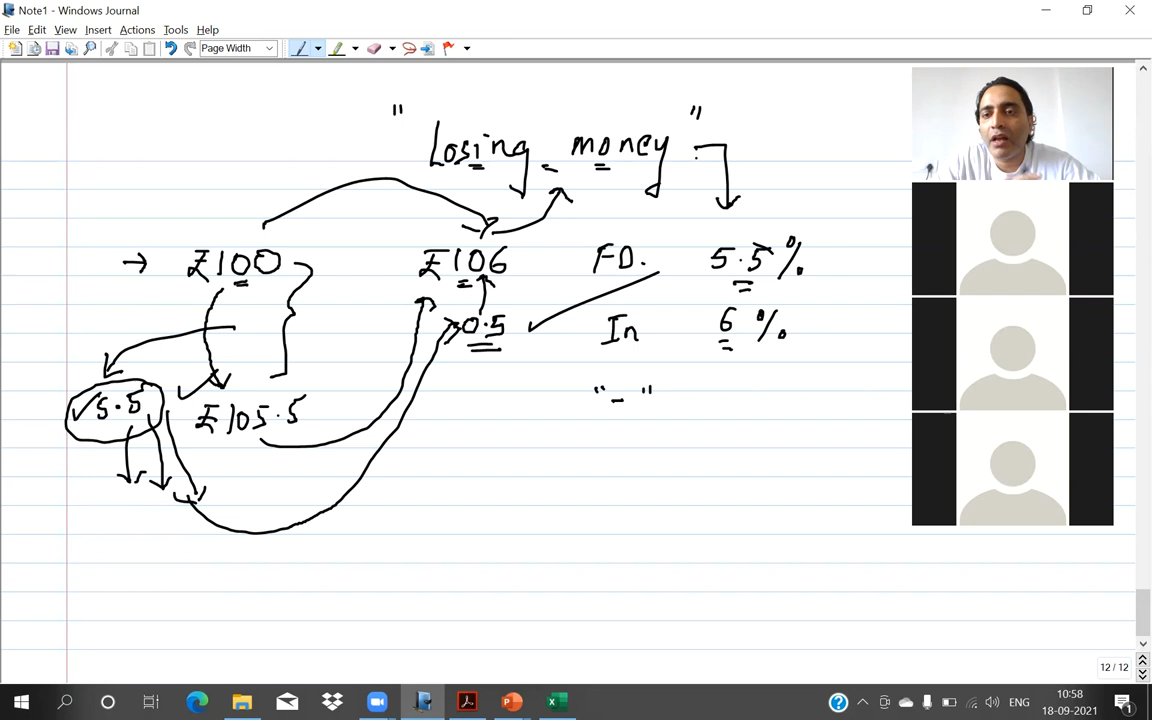 Note1 - Windows Journal
File Edit View Insert Actions Tools Help
Page Width
" Losing money "
→ £100 £106 FD. 5.5%
0.5 In 6%
5.5 £105.5 "-"
12 / 12
ENG
10:58
18-09-2021